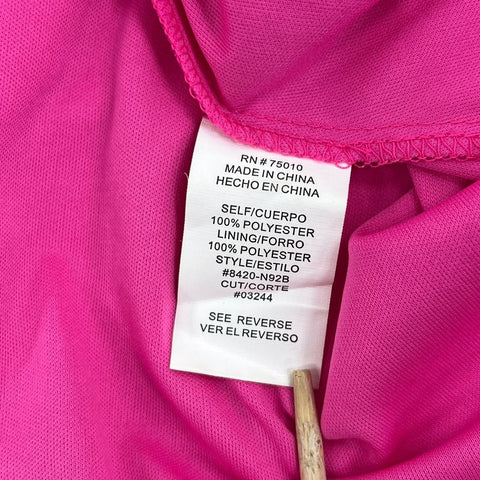 RN # 75010
MADE IN CHINA
HECHO EN CHINA
SELF/CUERPO
100% POLYESTER
LINING/FORRO
100% POLYESTER
STYLE/ESTILO
#8420-N92B
CUT/CORTE
#03244
SEE REVERSE
VER EL REVERSO